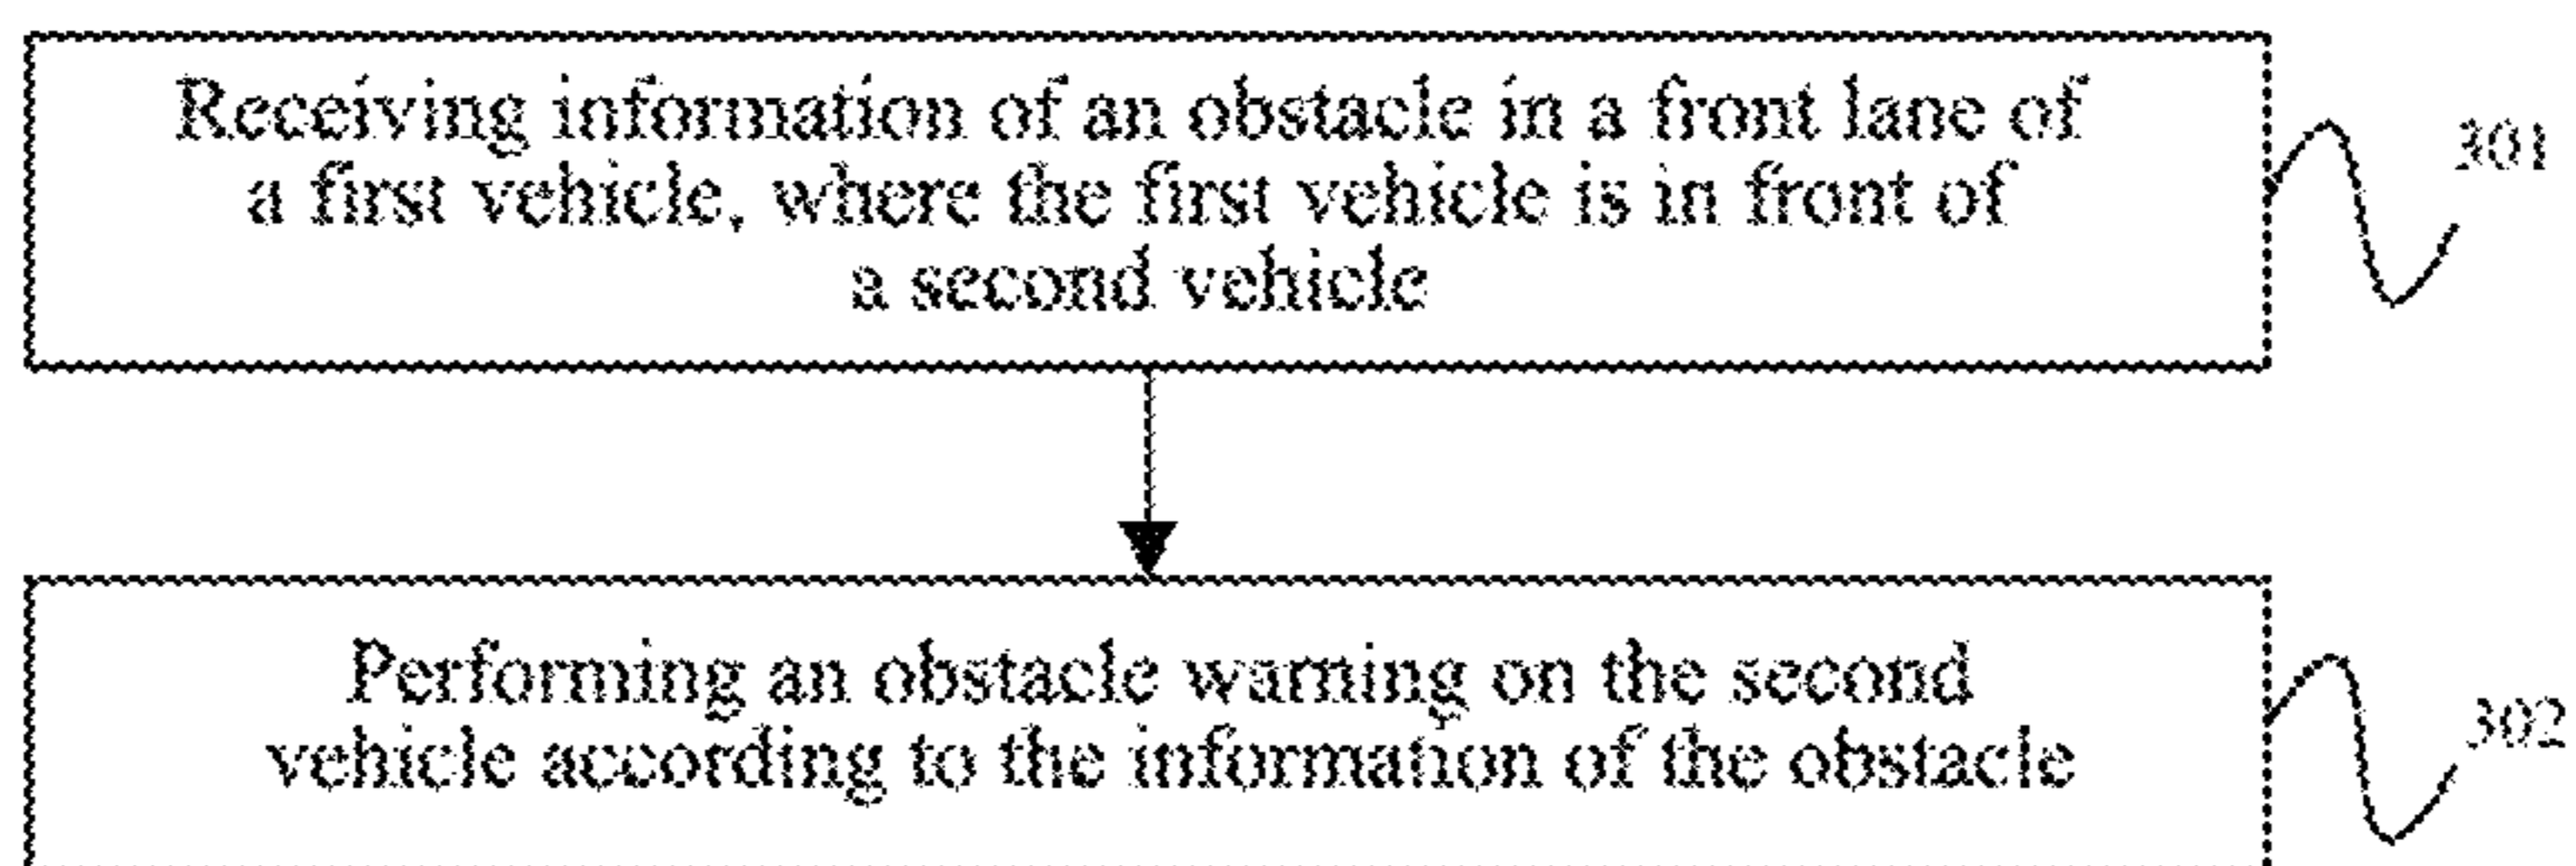 Receiving information of an obstacle in a front lane of
a first vehicle, where the first vehicle is in front of
a second vehicle
301
Performing an obstacle warning on the second
vehicle according to the information of the obstacle
302